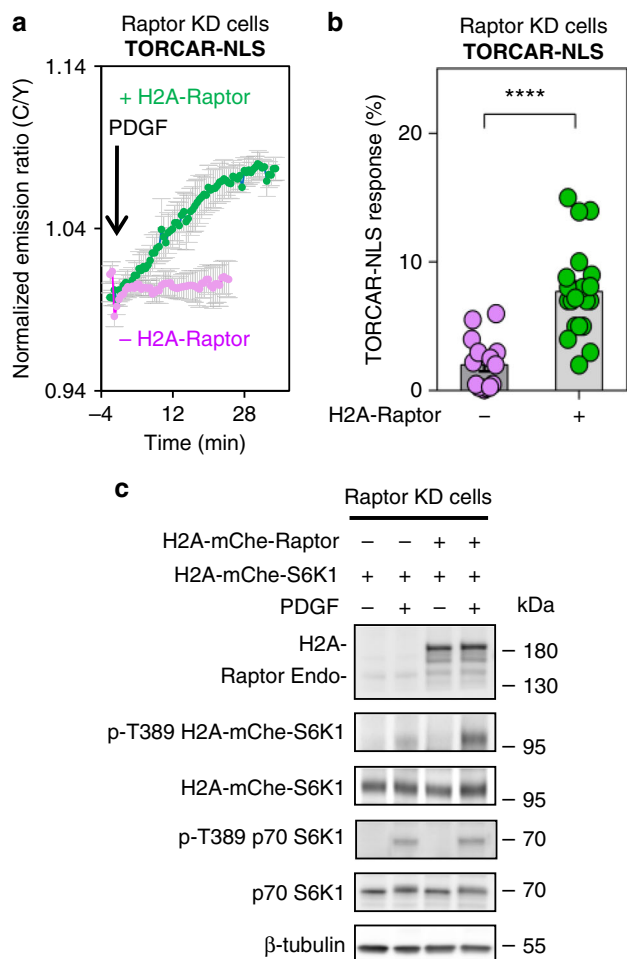 a
Raptor KD cells
TORCAR-NLS
1.14
1.04
0.94
Normalized emission ratio (C/Y)
+ H2A-Raptor
PDGF
– H2A-Raptor
–4 12 28
Time (min)
b
Raptor KD cells
TORCAR-NLS
****
20
10
0
TORCAR-NLS response (%)
H2A-Raptor – +
c
Raptor KD cells
H2A-mChe-Raptor – – + +
H2A-mChe-S6K1 + + + +
PDGF – + – + kDa
H2A- – 180
Raptor Endo- – 130
p-T389 H2A-mChe-S6K1 – 95
H2A-mChe-S6K1 – 95
p-T389 p70 S6K1 – 70
p70 S6K1 – 70
β-tubulin – 55